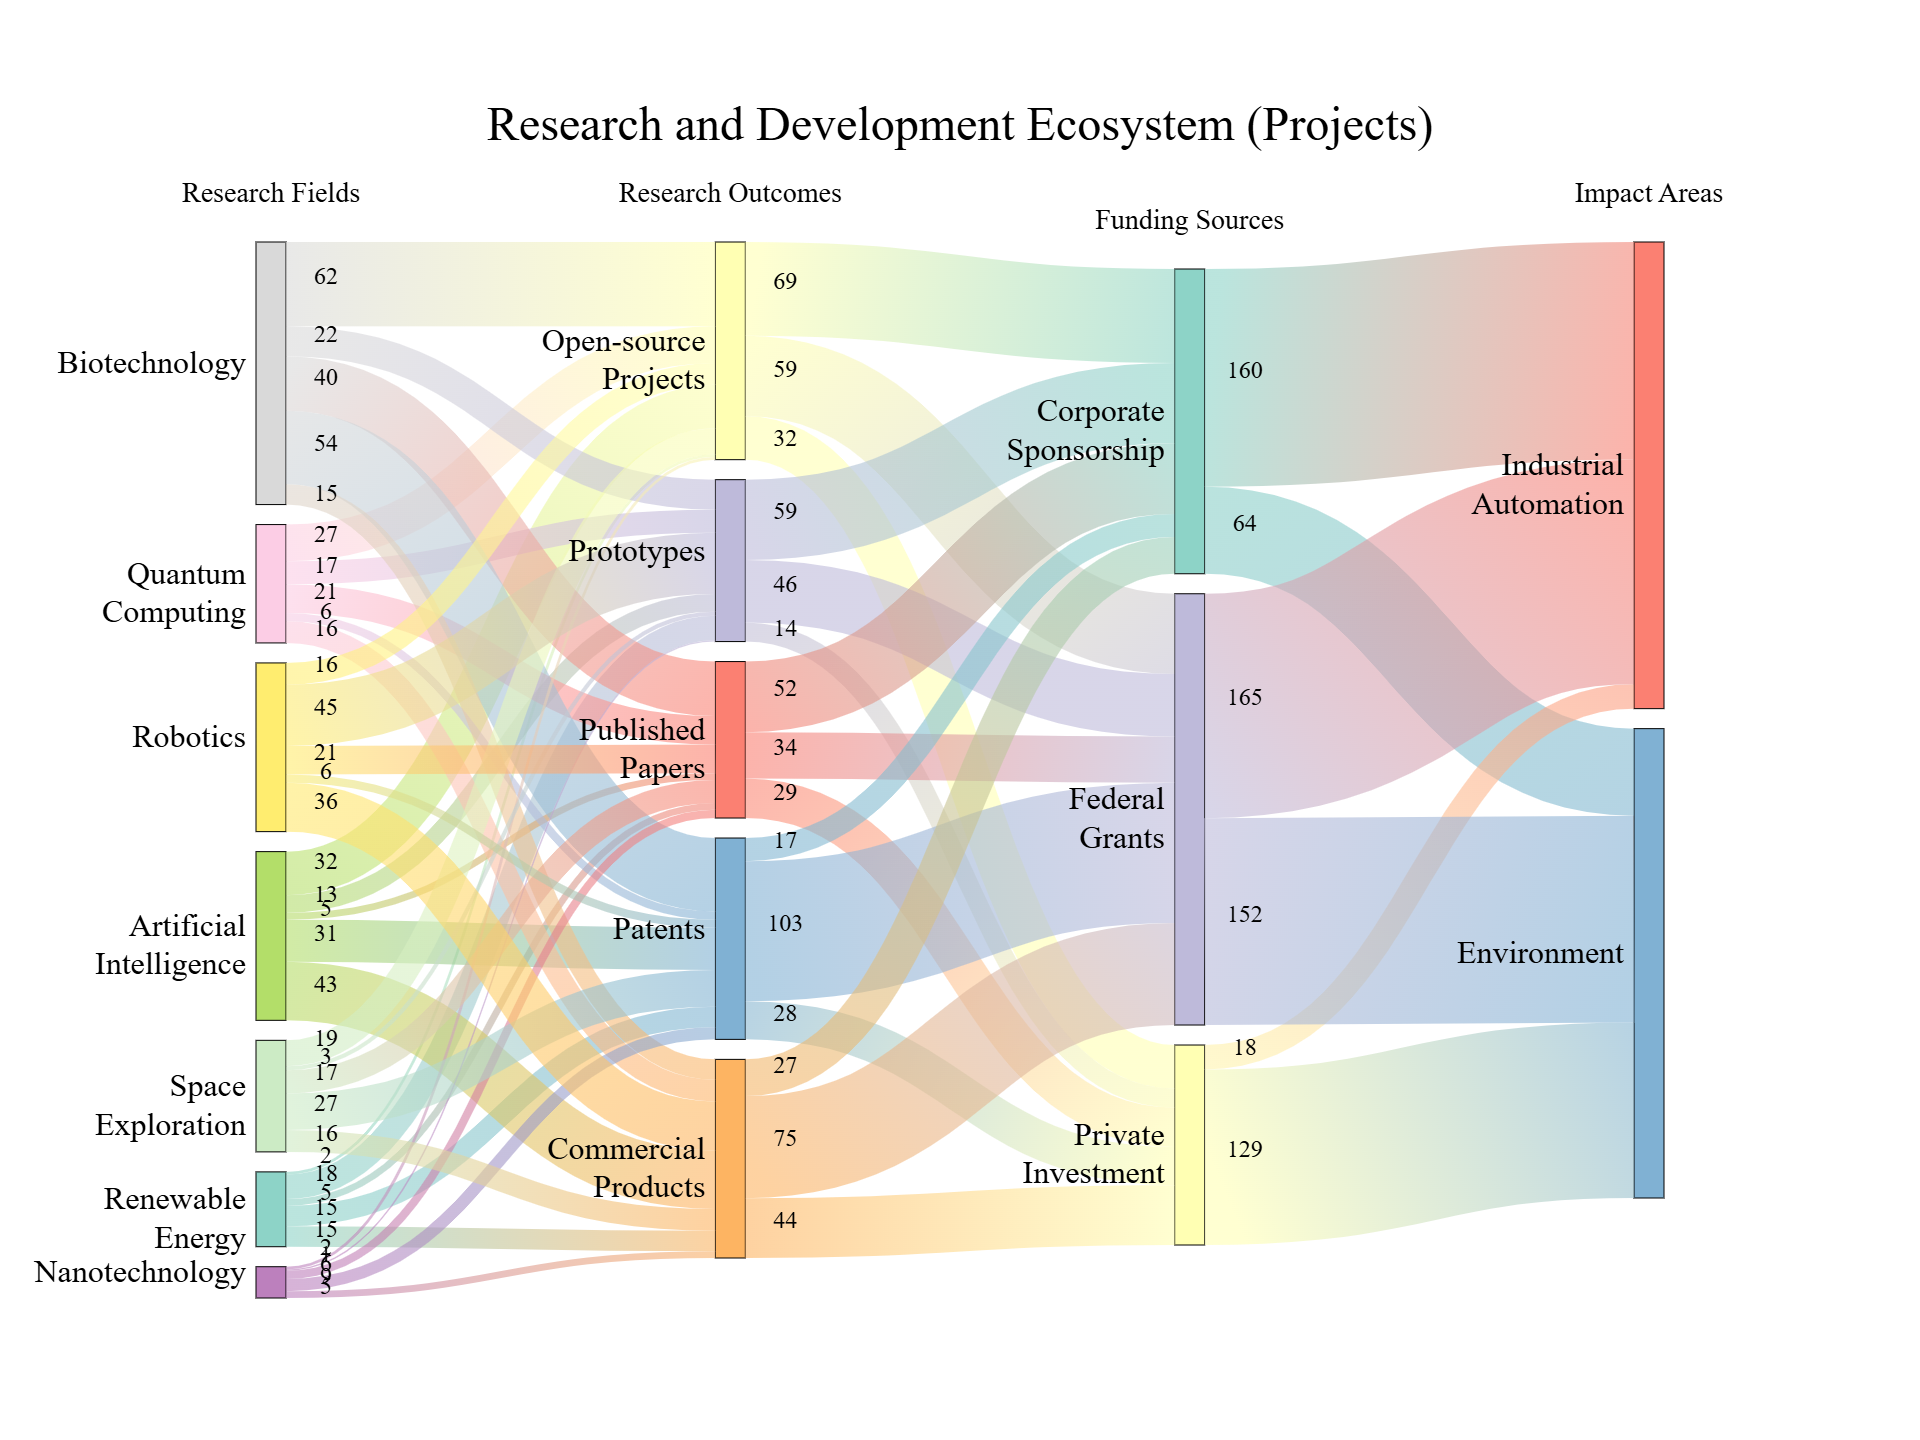 Research and Development Ecosystem (Projects)
Research Fields
Research Outcomes
Funding Sources
Impact Areas
Biotechnology
62
22
40
54
15
Quantum
Computing
27
17
21
6
16
Robotics
16
45
21
6
36
Artificial
Intelligence
32
13
5
31
43
Space
Exploration
19
3
17
27
16
Renewable
Energy
2
18
5
15
15
Nanotechnology
6
9
5
Open-source
Projects
69
59
32
Prototypes
59
46
14
Published
Papers
52
34
29
Patents
17
103
28
Commercial
Products
27
75
44
Corporate
Sponsorship
160
64
Federal
Grants
165
152
Private
Investment
18
129
Industrial
Automation
Environment